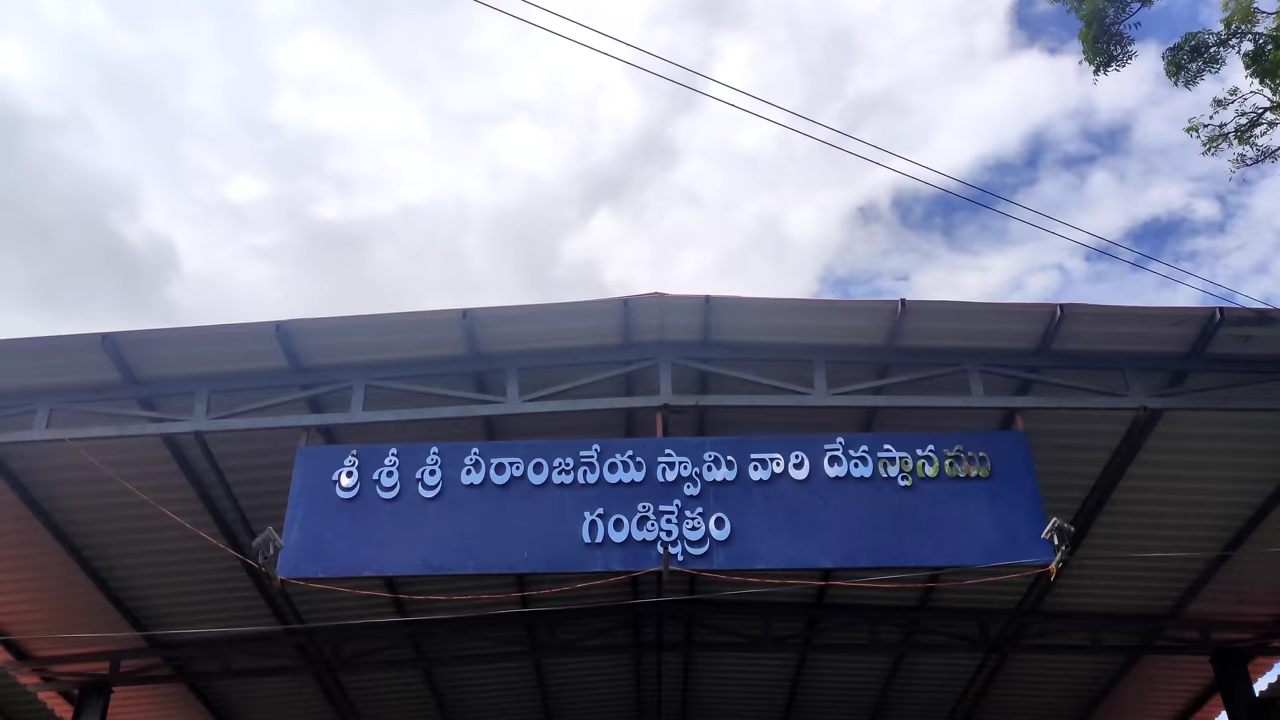 శ్రీ శ్రీ శ్రీ వీరాంజనేయ స్వామి వారి దేవస్థానము
గండిక్షేత్రం